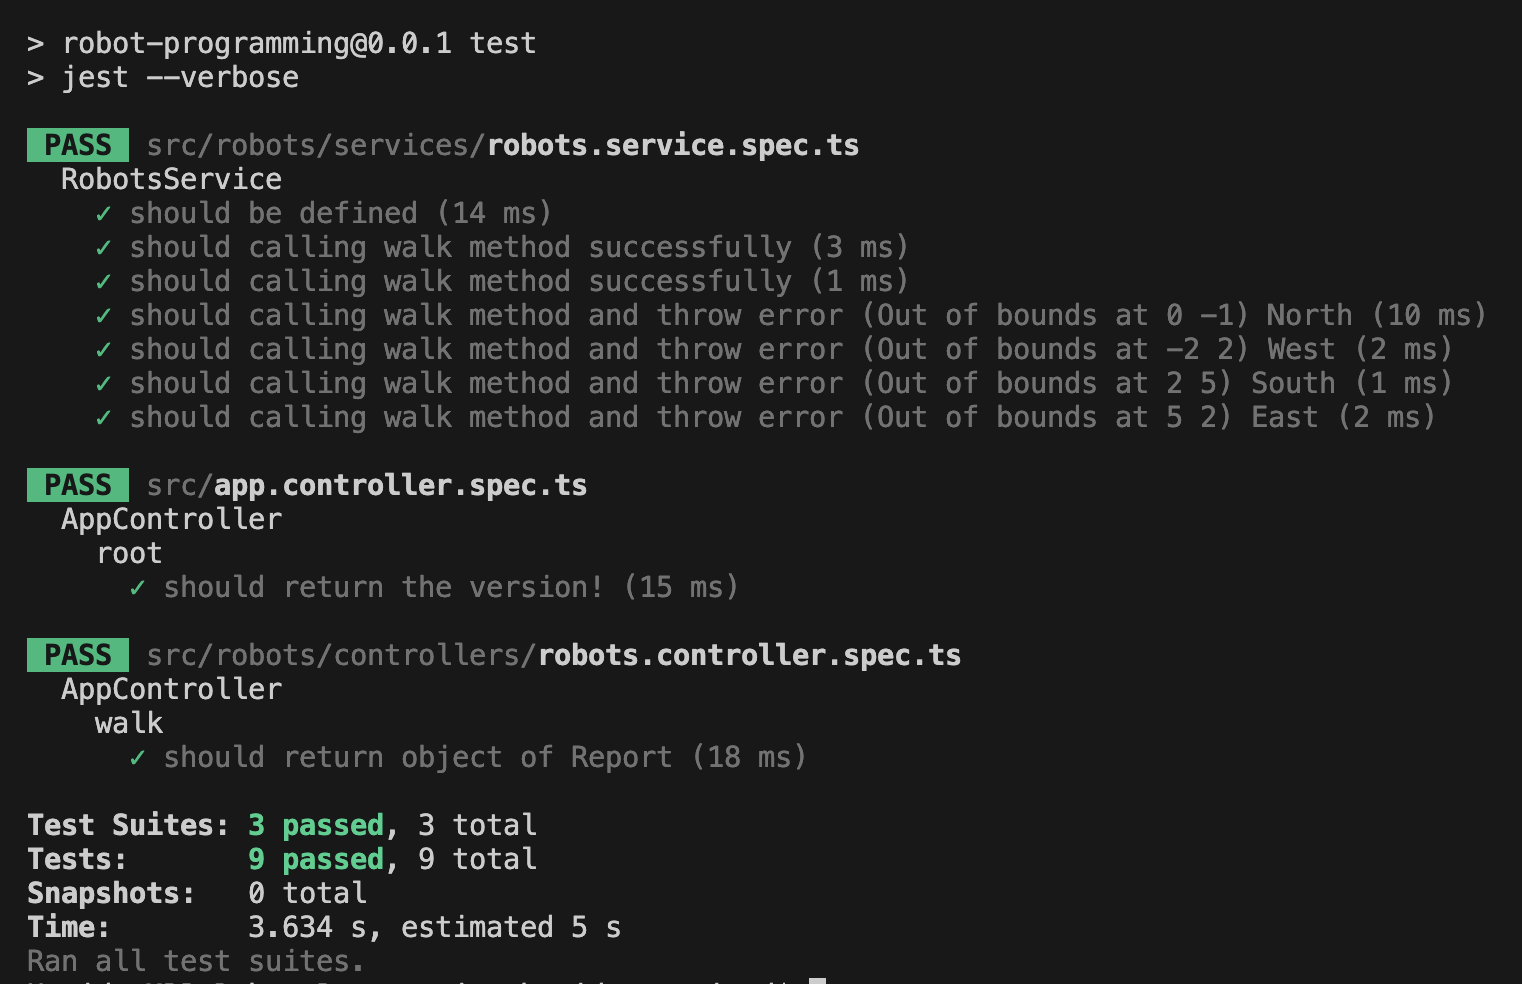 > robot-programming@0.0.1 test
> jest --verbose
PASS src/robots/services/robots.service.spec.ts
RobotsService
✓ should be defined (14 ms)
✓ should calling walk method successfully (3 ms)
✓ should calling walk method successfully (1 ms)
✓ should calling walk method and throw error (Out of bounds at 0 -1) North (10 ms)
✓ should calling walk method and throw error (Out of bounds at -2 2) West (2 ms)
✓ should calling walk method and throw error (Out of bounds at 2 5) South (1 ms)
✓ should calling walk method and throw error (Out of bounds at 5 2) East (2 ms)
PASS src/app.controller.spec.ts
AppController
root
✓ should return the version! (15 ms)
PASS src/robots/controllers/robots.controller.spec.ts
AppController
walk
✓ should return object of Report (18 ms)
Test Suites: 3 passed, 3 total
Tests: 9 passed, 9 total
Snapshots: 0 total
Time: 3.634 s, estimated 5 s
Ran all test suites.